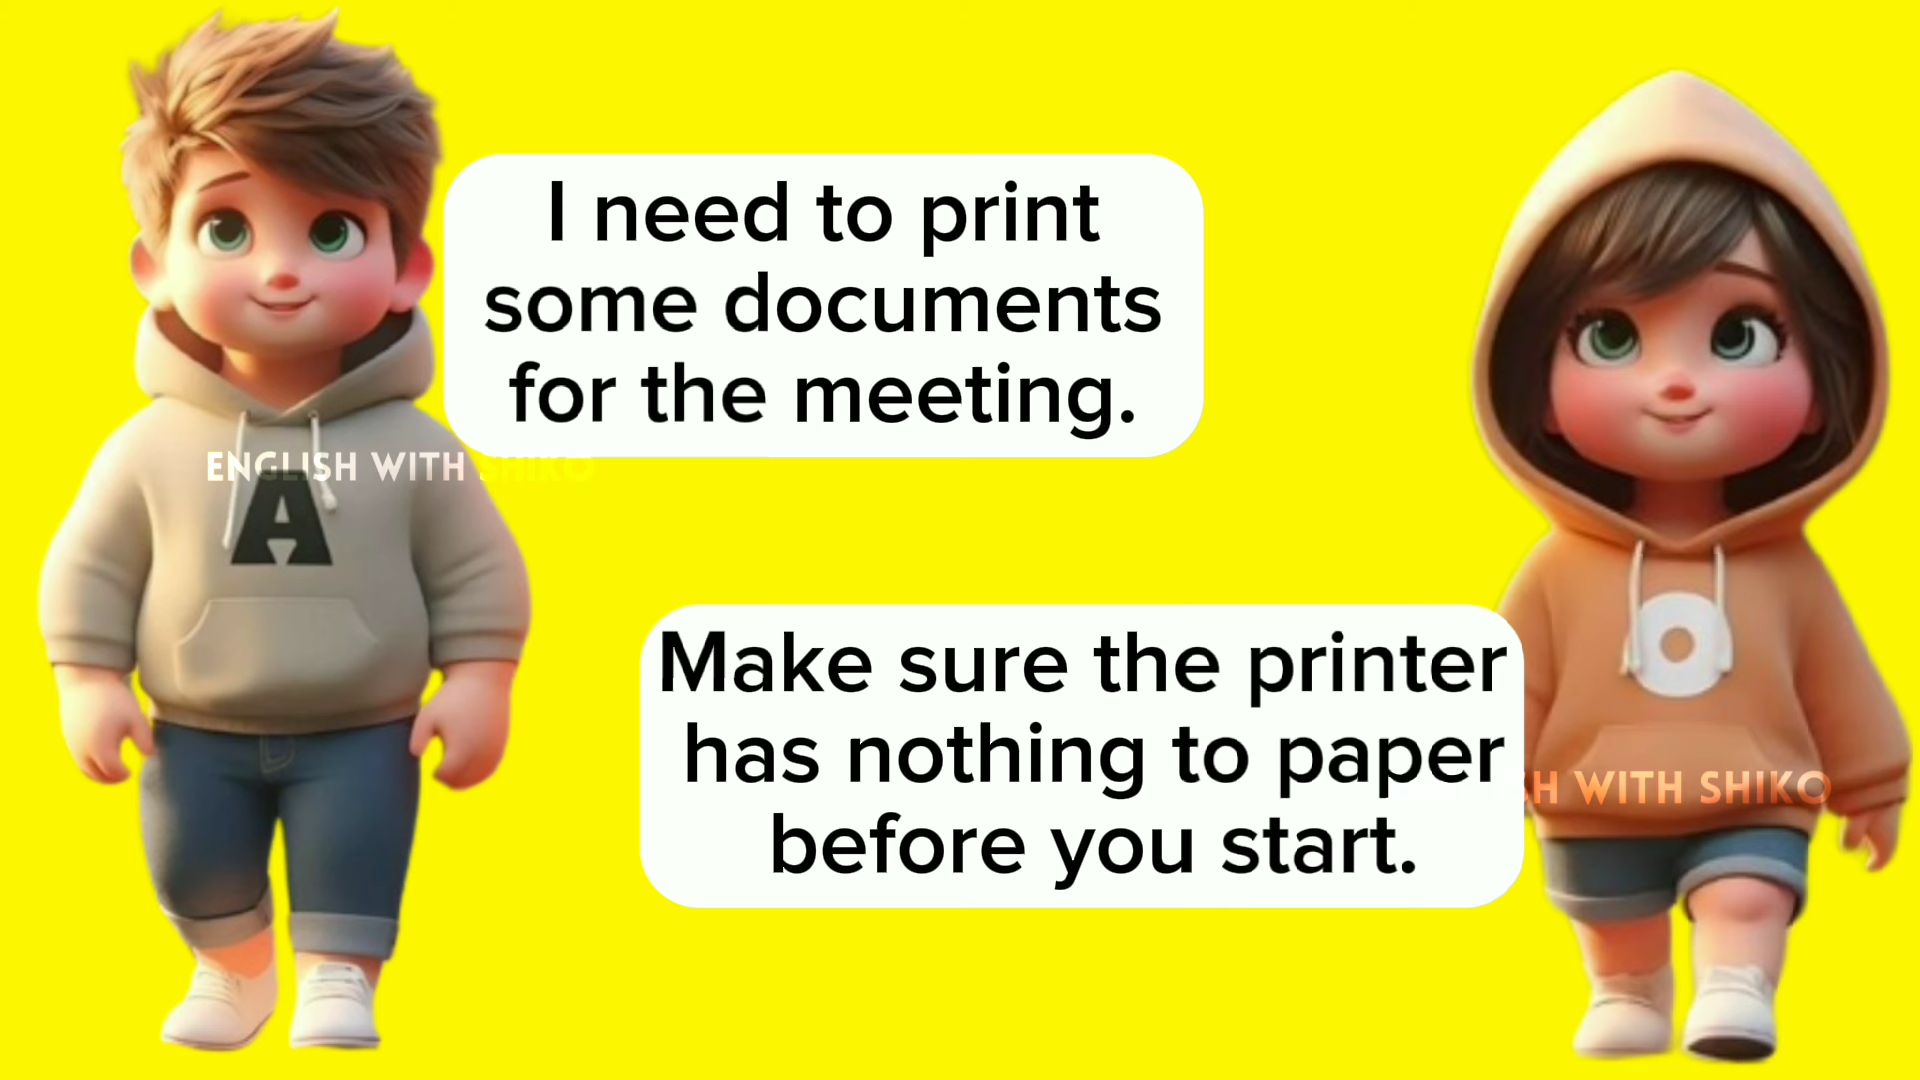 I need to print
some documents
for the meeting.
ENGLISH WITH SHIKO
A
Make sure the printer
has nothing to paper
before you start.
WITH SHIKO